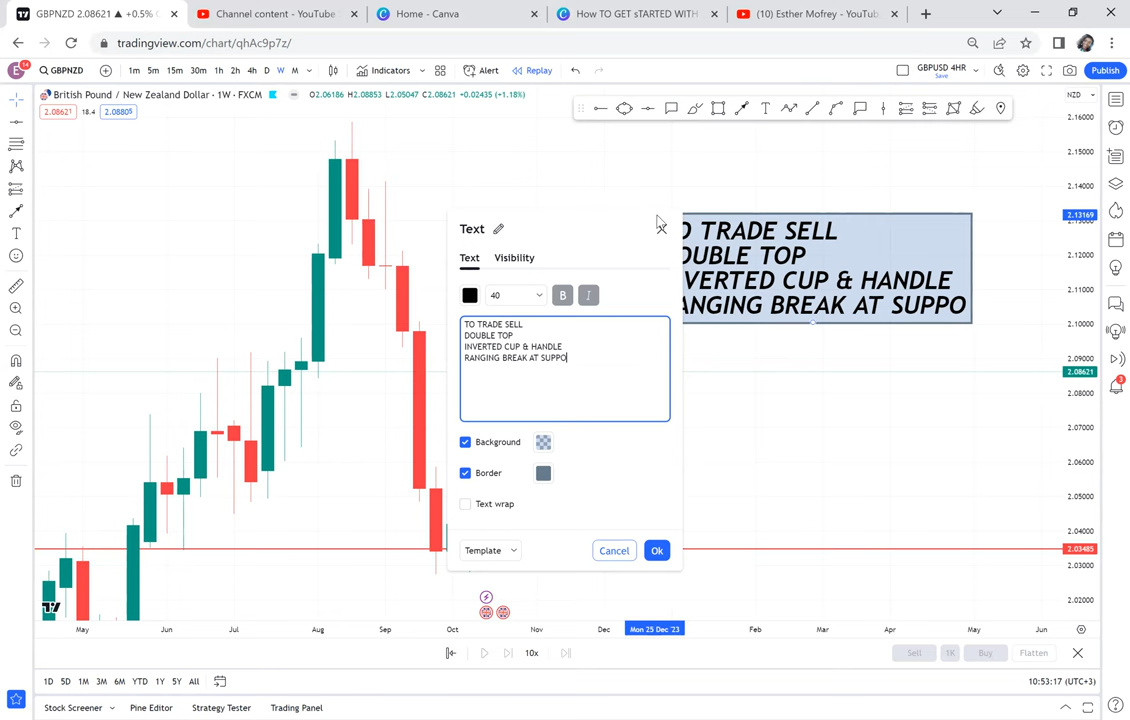 GBPNZD 2.08621 ▲ +0.5% G
Channel content - YouTube
Home - Canva
How TO GET sTARTED WITH
(10) Esther Mofrey - YouTub
tradingview.com/chart/qhAc9p7z/
E 14 GBPNZD 1m 5m 15m 30m 1h 2h 4h D W M Indicators Alert Replay GBPUSD 4HR Save Publish
British Pound / New Zealand Dollar · 1W · FXCM O2.06186 H2.08853 L2.05047 C2.08621 +0.02435 (+1.18%) NZD
2.08621 18.4 2.08805
2.16000
2.15000
2.14000
2.13169
2.12000
2.11000
2.10000
2.09000
2.08621
2.07000
2.06000
2.05000
2.04000
2.03485
2.03000
2.02000
O TRADE SELL
OUBLE TOP
VERTED CUP & HANDLE
ANGING BREAK AT SUPPO
Text
Text Visibility
40 B I
TO TRADE SELL
DOUBLE TOP
INVERTED CUP & HANDLE
RANGING BREAK AT SUPPO
Background
Border
Text wrap
Template Cancel Ok
3
May Jun Jul Aug Sep Oct Nov Dec Mon 25 Dec '23 Feb Mar Apr May Jun
10x Sell 1K Buy Flatten
1D 5D 1M 3M 6M YTD 1Y 5Y All 10:53:17 (UTC+3)
Stock Screener Pine Editor Strategy Tester Trading Panel